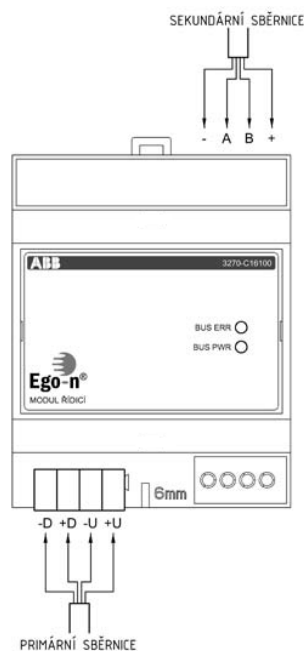 SEKUNDÁRNÍ SBĚRNICE
- A B +
ABB 3270-C16100
BUS ERR
BUS PWR
Ego-n®
MODUL ŘÍDICÍ
6mm
-D +D -U +U
PRIMÁRNÍ SBĚRNICE